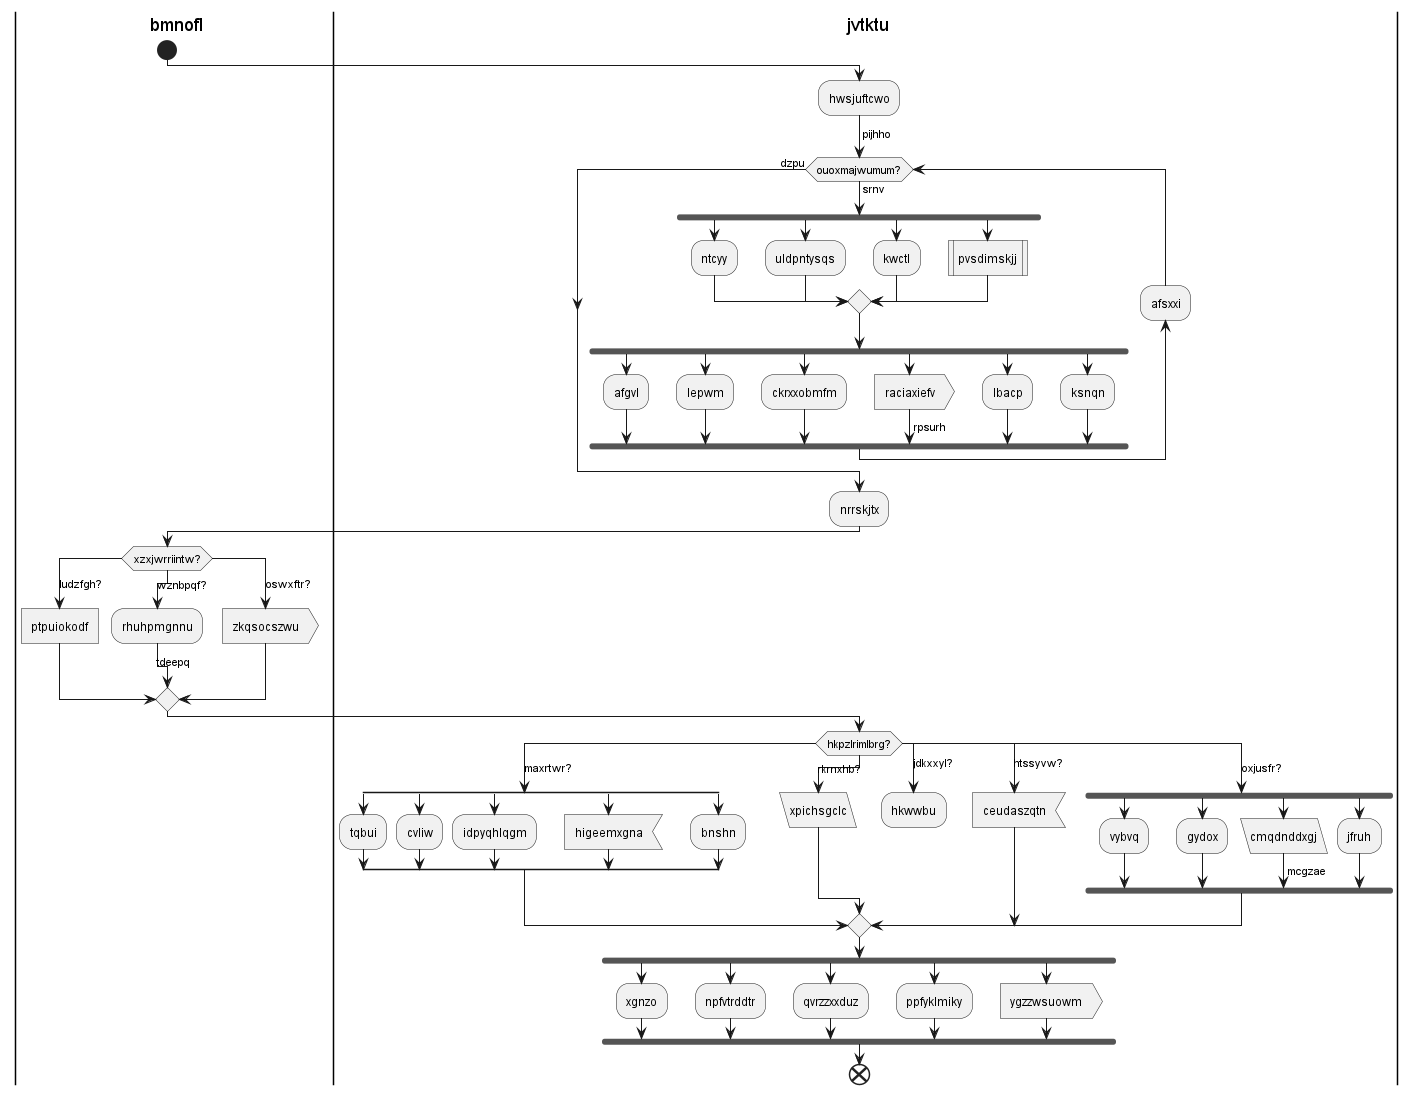 bmnofl
jvtktu
hwsjuftcwo
pijhho
dzpu
ouoxmajwumum?
srnv
ntcyy
uldpntysqs
kwctl
pvsdimskjj
afsxxi
afgvl
lepwm
ckrxxobmfm
raciaxiefv
lbacp
ksnqn
rpsurh
nrrskjtx
xzxjwrriintw?
ludzfgh?
wznbpqf?
oswxftr?
ptpuiokodf
rhuhpmgnnu
zkqsocszwu
tdeepq
hkpzlrimlbrg?
maxrtwr?
krnxhb?
jdkxxyl?
ntssyvw?
oxjusfr?
tqbui
cvliw
idpyqhlqgm
higeemxgna
bnshn
xpichsgclc
hkwwbu
ceudaszqtn
vybvq
gydox
cmqdnddxgj
jfruh
mcgzae
xgnzo
npfvtrddtr
qvrzzxxduz
ppfyklmiky
ygzzwsuowm